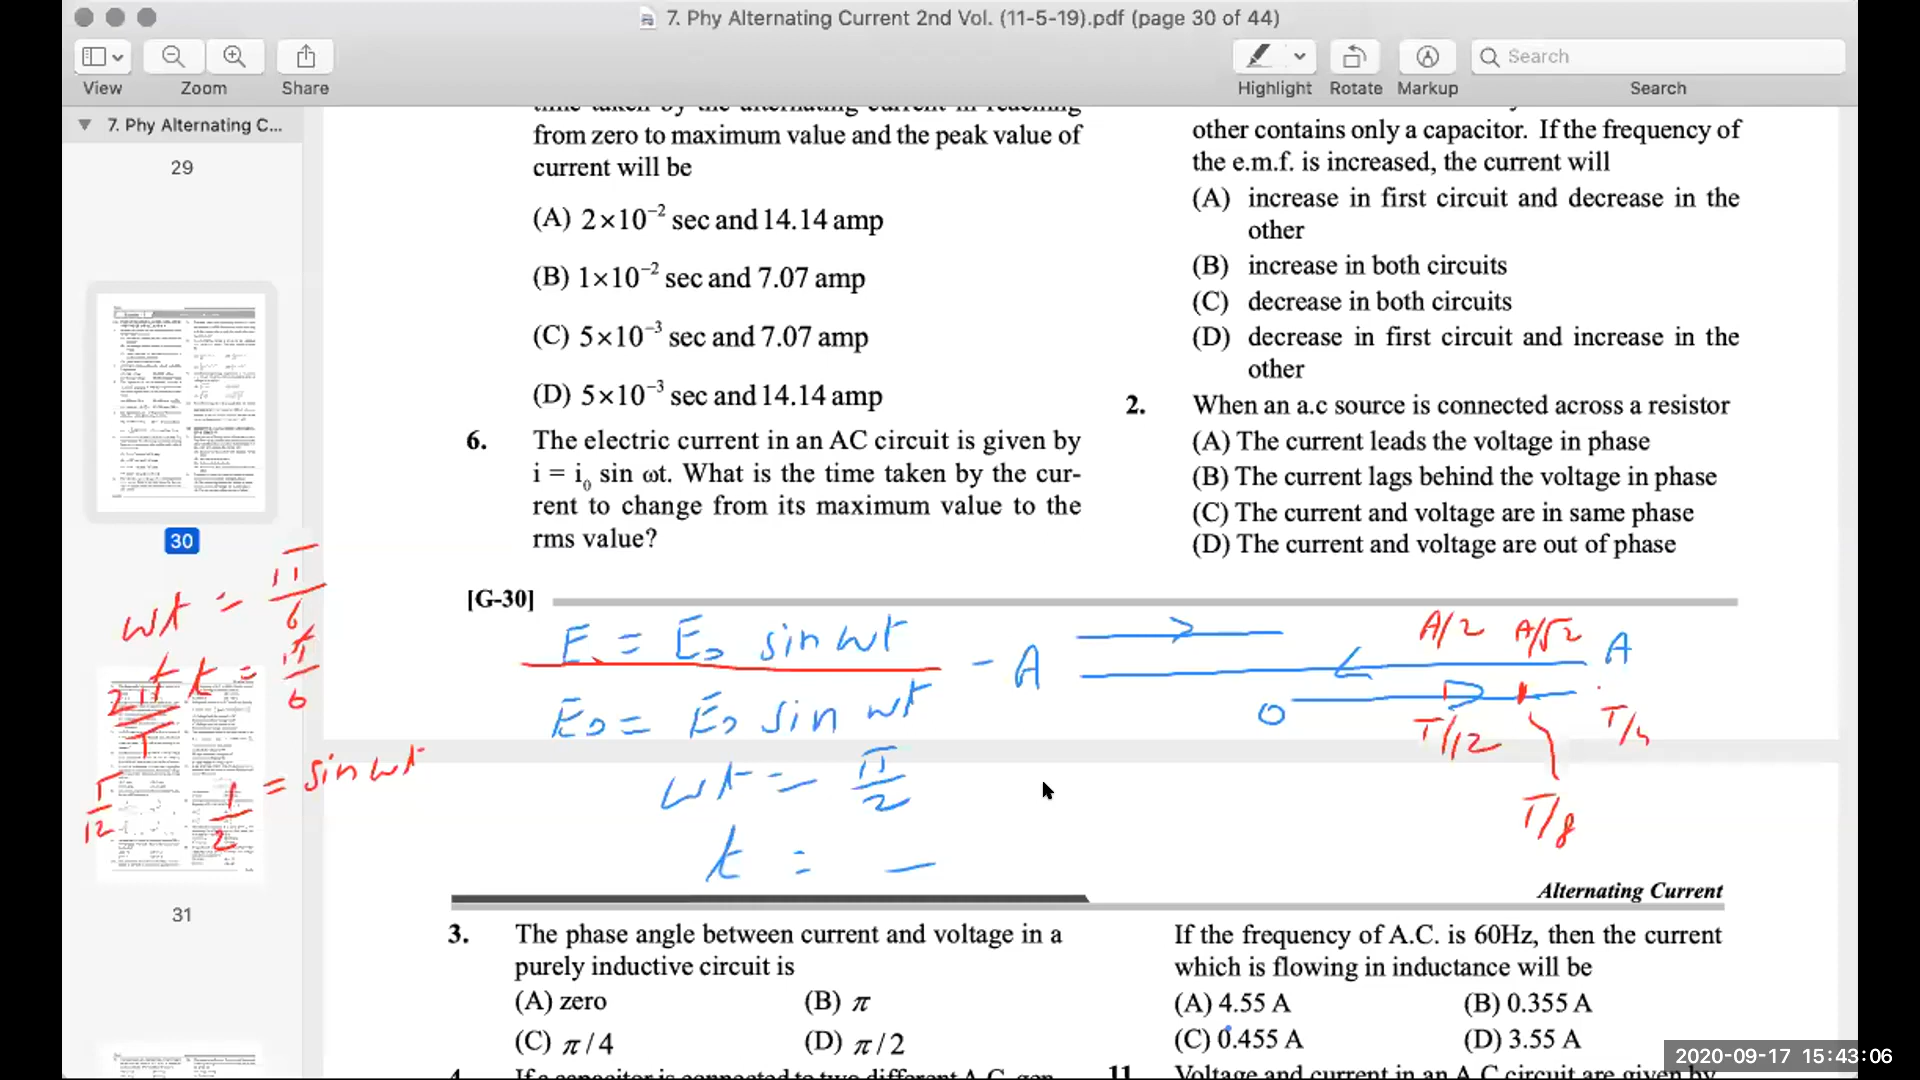 7. Phy Alternating Current 2nd Vol. (11-5-19).pdf (page 30 of 44)
Search
View
Zoom
Share
Highlight
Rotate
Markup
Search
7. Phy Alternating C...
29
30
31
from zero to maximum value and the peak value of
current will be
(A) 2×10⁻² sec and 14.14 amp
(B) 1×10⁻² sec and 7.07 amp
(C) 5×10⁻³ sec and 7.07 amp
(D) 5×10⁻³ sec and 14.14 amp
6. The electric current in an AC circuit is given by
i = i₀ sin ωt. What is the time taken by the cur-
rent to change from its maximum value to the
rms value?
other contains only a capacitor. If the frequency of
the e.m.f. is increased, the current will
(A) increase in first circuit and decrease in the
other
(B) increase in both circuits
(C) decrease in both circuits
(D) decrease in first circuit and increase in the
other
2. When an a.c source is connected across a resistor
(A) The current leads the voltage in phase
(B) The current lags behind the voltage in phase
(C) The current and voltage are in same phase
(D) The current and voltage are out of phase
[G-30]
E = E₀ sin wt
E₀ = E₀ sin wt
wt = π/2
t = —
wt = π/6
2π/T t = π/6
T/12
1/2 = sin wt
- A
O
A/2 A/√2 A
T/12
T/8
Alternating Current
3. The phase angle between current and voltage in a
purely inductive circuit is
(A) zero (B) π
(C) π / 4 (D) π / 2
If the frequency of A.C. is 60Hz, then the current
which is flowing in inductance will be
(A) 4.55 A (B) 0.355 A
(C) 0.455 A (D) 3.55 A
11
2020-09-17 15:43:06